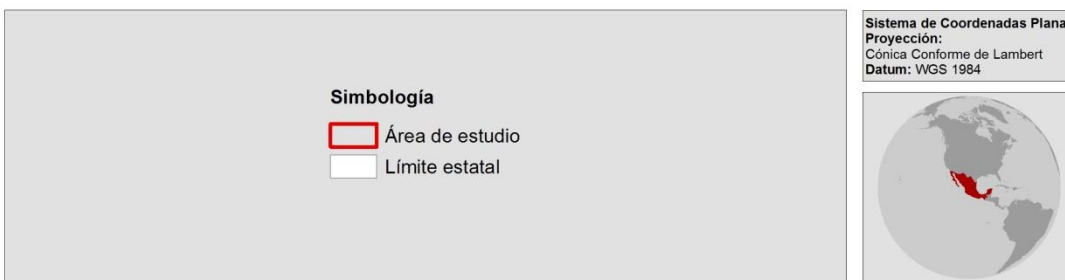 Simbología
Área de estudio
Límite estatal
Sistema de Coordenadas Plana
Proyección:
Cónica Conforme de Lambert
Datum: WGS 1984